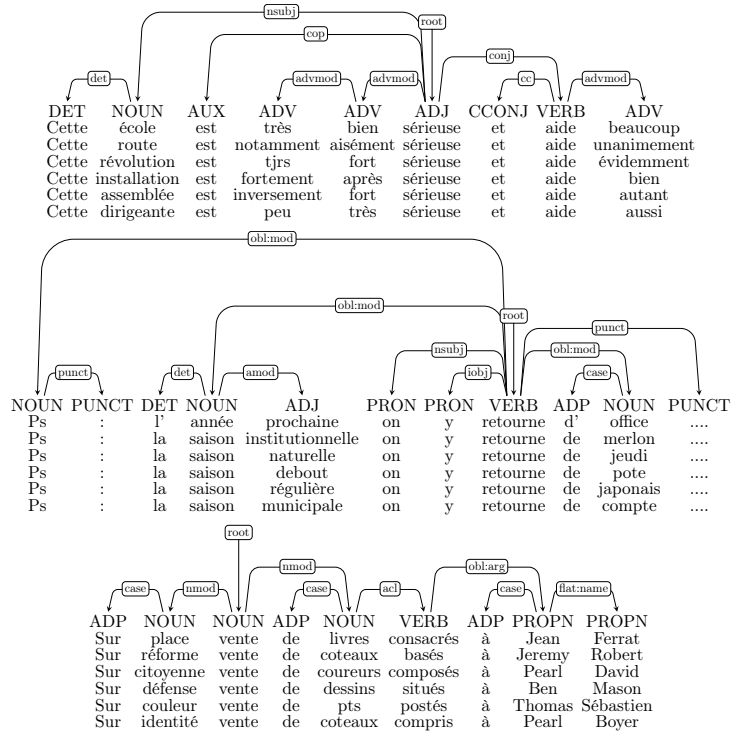 nsubj
root
cop
conj
det advmod advmod cc advmod
DET NOUN AUX ADV ADV ADJ CCONJ VERB ADV
Cette école est très bien sérieuse et aide beaucoup
Cette route est notamment aisément sérieuse et aide unanimement
Cette révolution est tjrs fort sérieuse et aide évidemment
Cette installation est fortement après sérieuse et aide bien
Cette assemblée est inversement fort sérieuse et aide autant
Cette dirigeante est peu très sérieuse et aide aussi
obl:mod
obl:mod
root
punct
nsubj obl:mod
punct det amod iobj case
NOUN PUNCT DET NOUN ADJ PRON PRON VERB ADP NOUN PUNCT
Ps : l' année prochaine on y retourne d' office ....
Ps : la saison institutionnelle on y retourne de merlon ....
Ps : la saison naturelle on y retourne de jeudi ....
Ps : la saison debout on y retourne de pote ....
Ps : la saison régulière on y retourne de japonais ....
Ps : la saison municipale on y retourne de compte ....
root
nmod obl:arg
case nmod case acl case flat:name
ADP NOUN NOUN ADP NOUN VERB ADP PROPN PROPN
Sur place vente de livres consacrés à Jean Ferrat
Sur réforme vente de coteaux basés à Jeremy Robert
Sur citoyenne vente de coureurs composés à Pearl David
Sur défense vente de dessins situés à Ben Mason
Sur couleur vente de pts postés à Thomas Sébastien
Sur identité vente de coteaux compris à Pearl Boyer